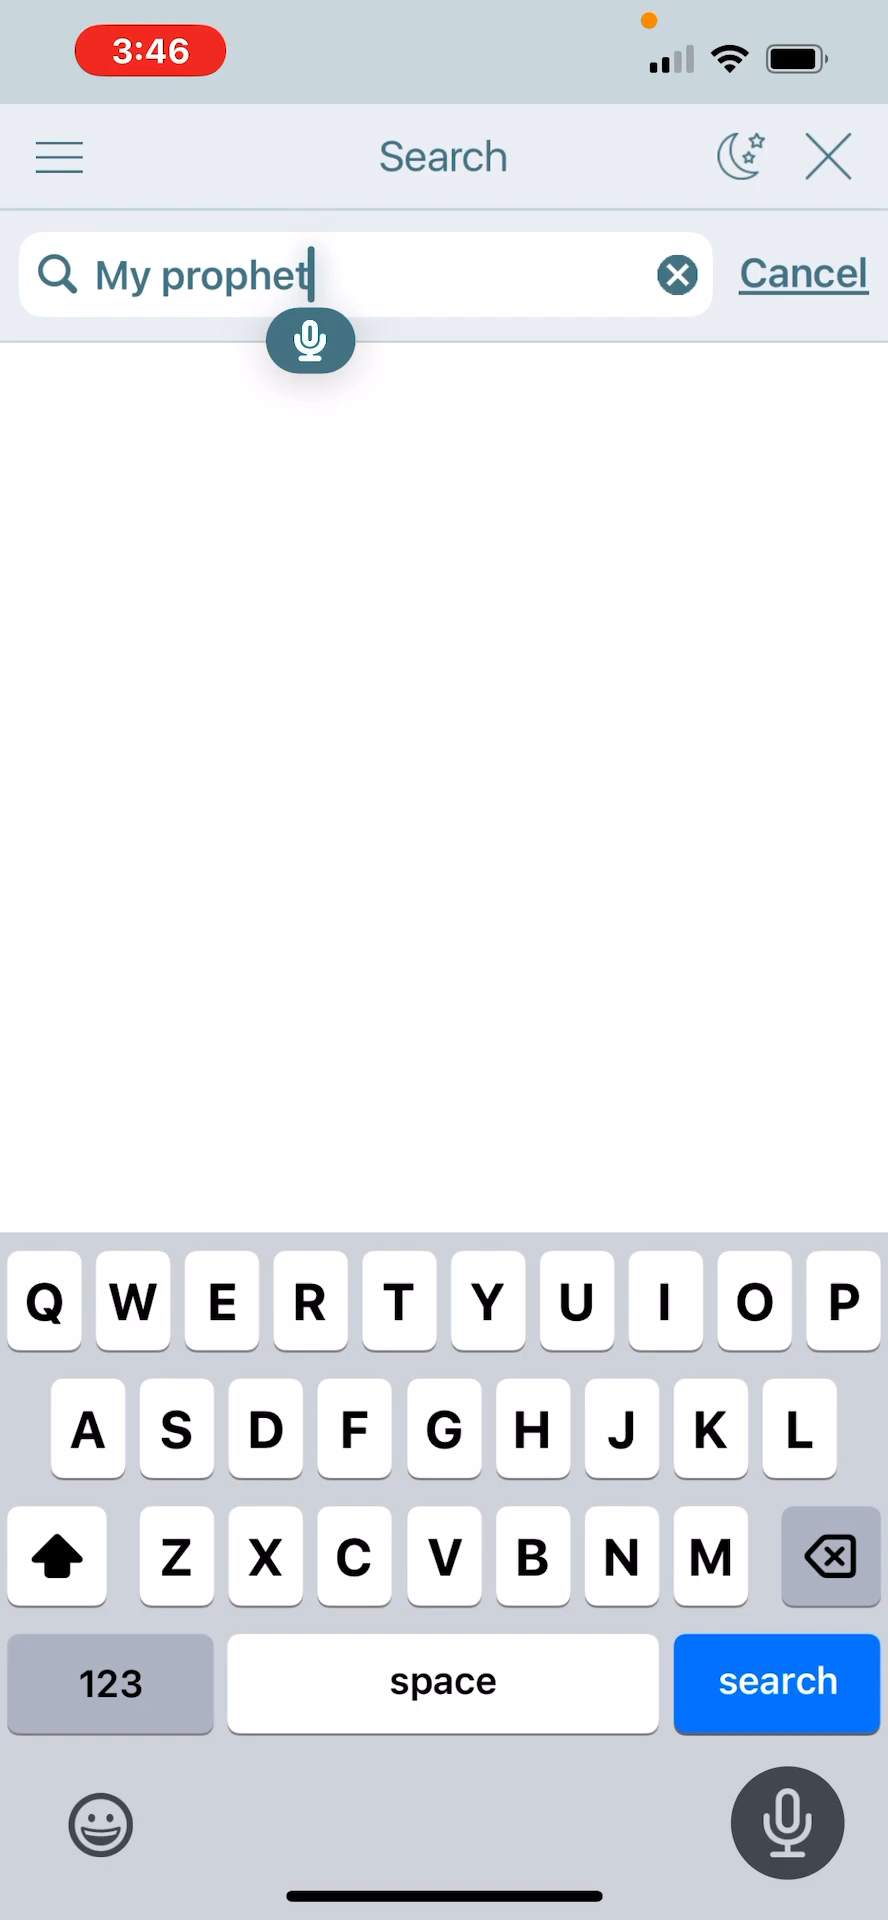 3:46
Search
My prophet
Cancel
Q W E R T Y U I O P
A S D F G H J K L
Z X C V B N M
123 space search